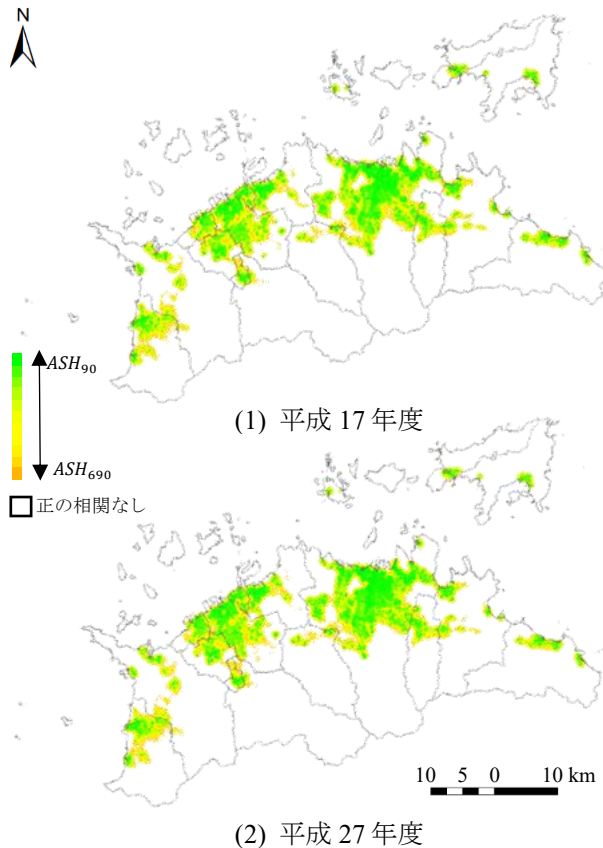 N
ASH₉₀
(1) 平成 17 年度
ASH₆₉₀
正の相関なし
10 5 0 10 km
(2) 平成 27 年度